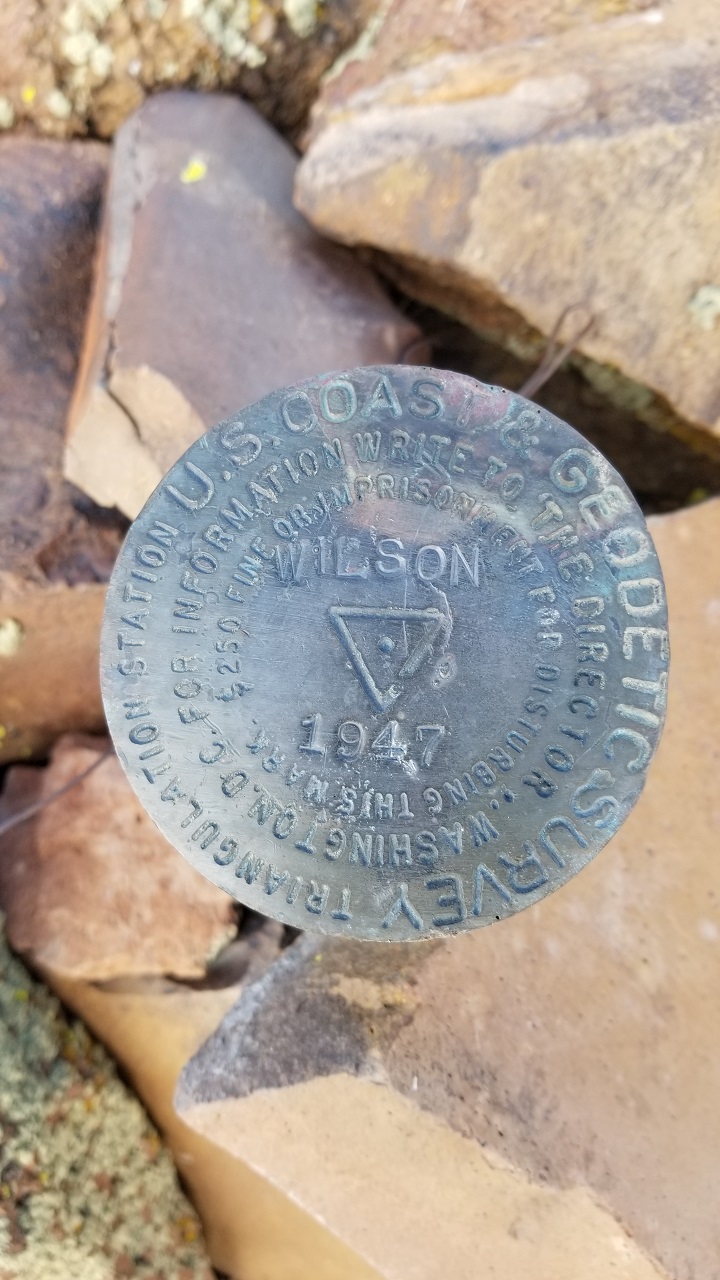 U.S. COAST & GEODETIC SURVEY
TRIANGULATION STATION
FOR INFORMATION WRITE TO THE DIRECTOR, WASHINGTON, D.C.
$250 FINE OR IMPRISONMENT FOR DISTURBING THIS MARK.
WILSON
1947